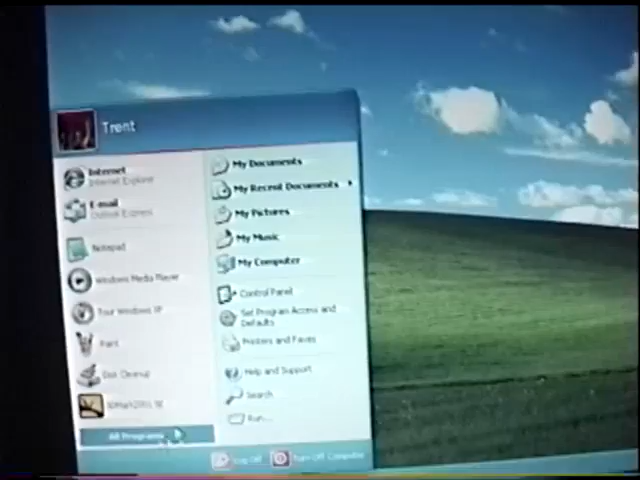 Trent
Internet
Internet Explorer
E-mail
Outlook Express
Notepad
Windows Media Player
Tour Windows XP
Paint
Disk Cleanup
3DMark2001 SE
All Programs
My Documents
My Recent Documents
My Pictures
My Music
My Computer
Control Panel
Set Program Access and
Defaults
Printers and Faxes
Help and Support
Search
Run...
Log Off
Turn Off Computer